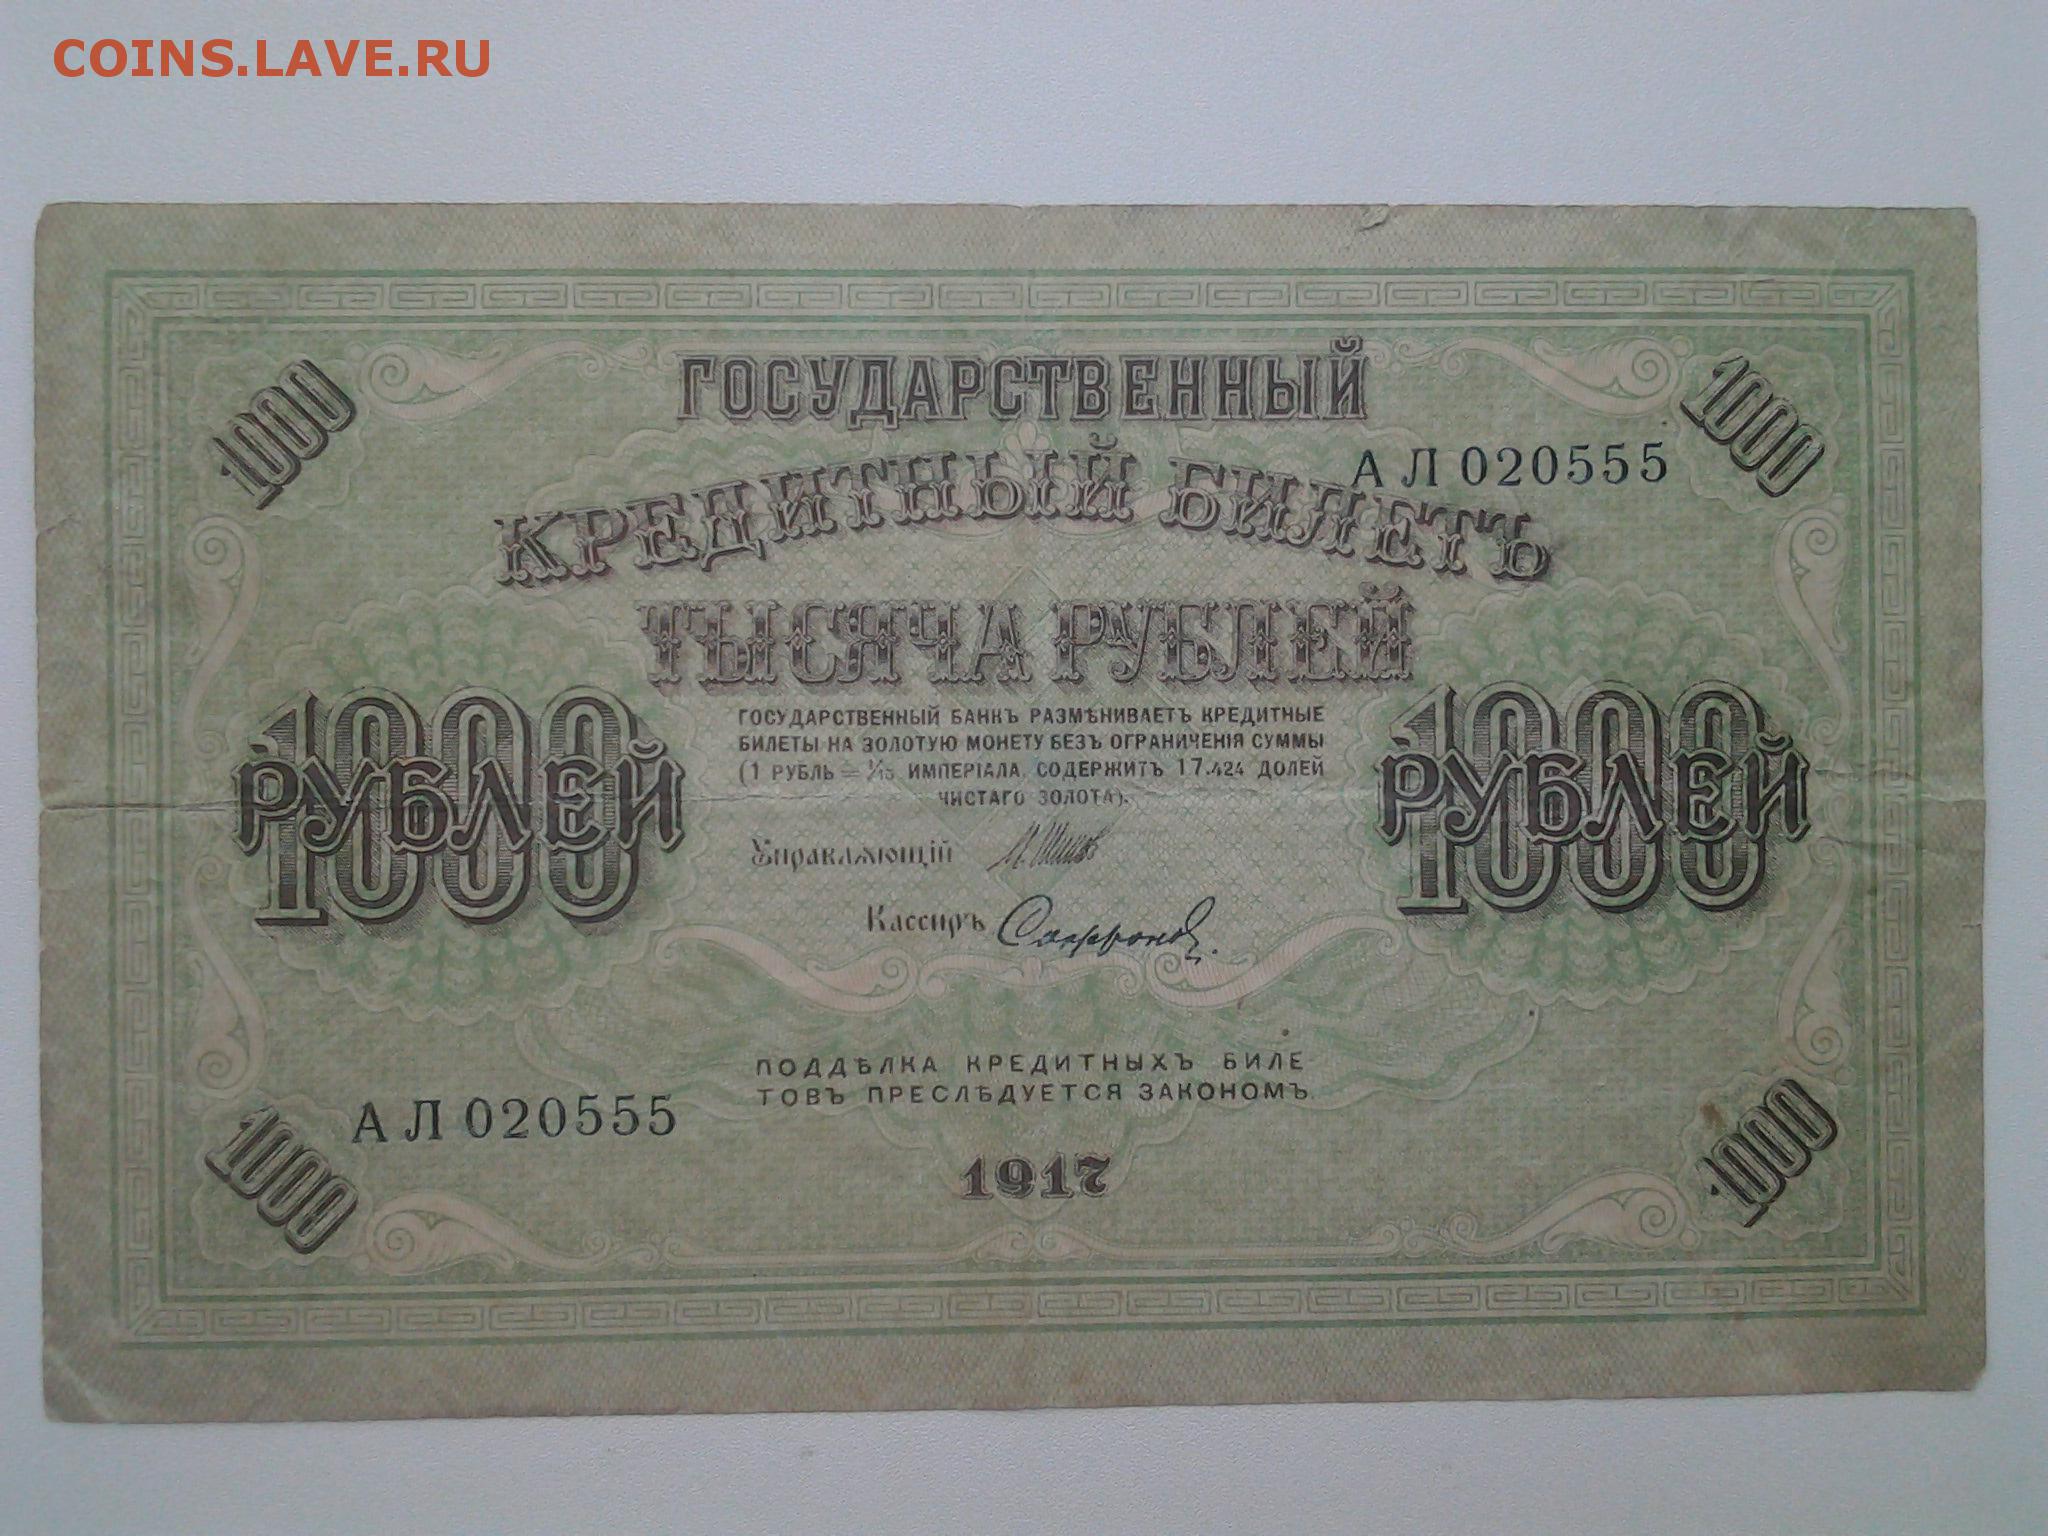 COINS.LAVE.RU
1000
1000
ГОСУДАРСТВЕННЫЙ
АЛ 020555
КРЕДИТНЫЙ БИЛЕТЪ
ТЫСЯЧА РУБЛЕЙ
1000
РУБЛЕЙ
1000
РУБЛЕЙ
ГОСУДАРСТВЕННЫЙ БАНКЪ РАЗМѢНИВАЕТЪ КРЕДИТНЫЕ
БИЛЕТЫ НА ЗОЛОТУЮ МОНЕТУ БЕЗЪ ОГРАНИЧЕНІЯ СУММЫ
(1 РУБЛЬ = 1/15 ИМПЕРІАЛА, СОДЕРЖИТЪ 17.424 ДОЛЕЙ
ЧИСТАГО ЗОЛОТА).
Управляющій И. Шипов
Кассиръ Софронов
ПОДДѢЛКА КРЕДИТНЫХЪ БИЛЕ
ТОВЪ ПРЕСЛѢДУЕТСЯ ЗАКОНОМЪ.
АЛ 020555
1000
1000
1917